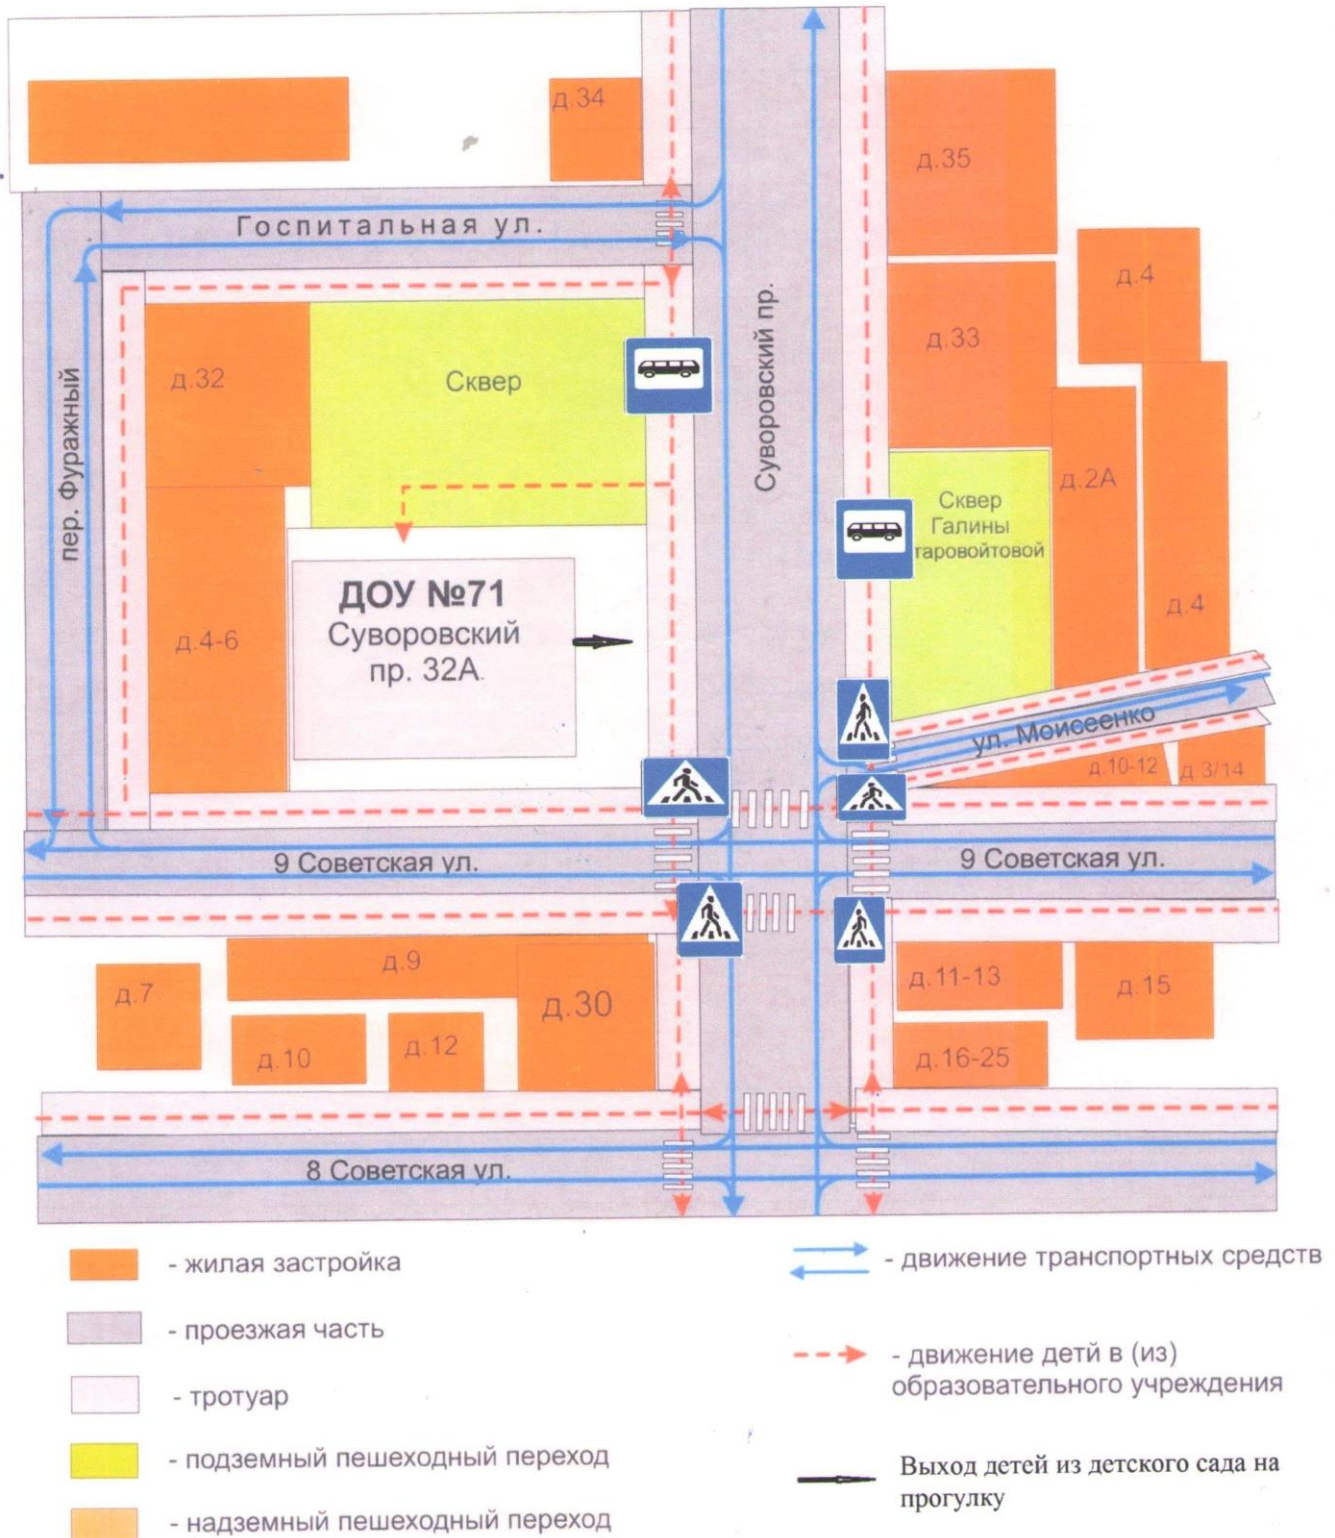 д.34
д.35
Госпитальная ул.
д.4
Суворовский пр.
д.33
д.32
Сквер
пер. Фуражный
д.2А
Сквер
Галины
таровойтовой
ДОУ №71
Суворовский
пр. 32А
д.4-6
д.4
ул. Моисеенко
д.10-12
д.3/14
9 Советская ул.
9 Советская ул.
д.9
д.7
д.30
д.11-13
д.15
д.10
д.12
д.16-25
8 Советская ул.
- жилая застройка
- проезжая часть
- тротуар
- подземный пешеходный переход
- надземный пешеходный переход
- движение транспортных средств
- движение детй в (из)
образовательного учреждения
Выход детей из детского сада на
прогулку